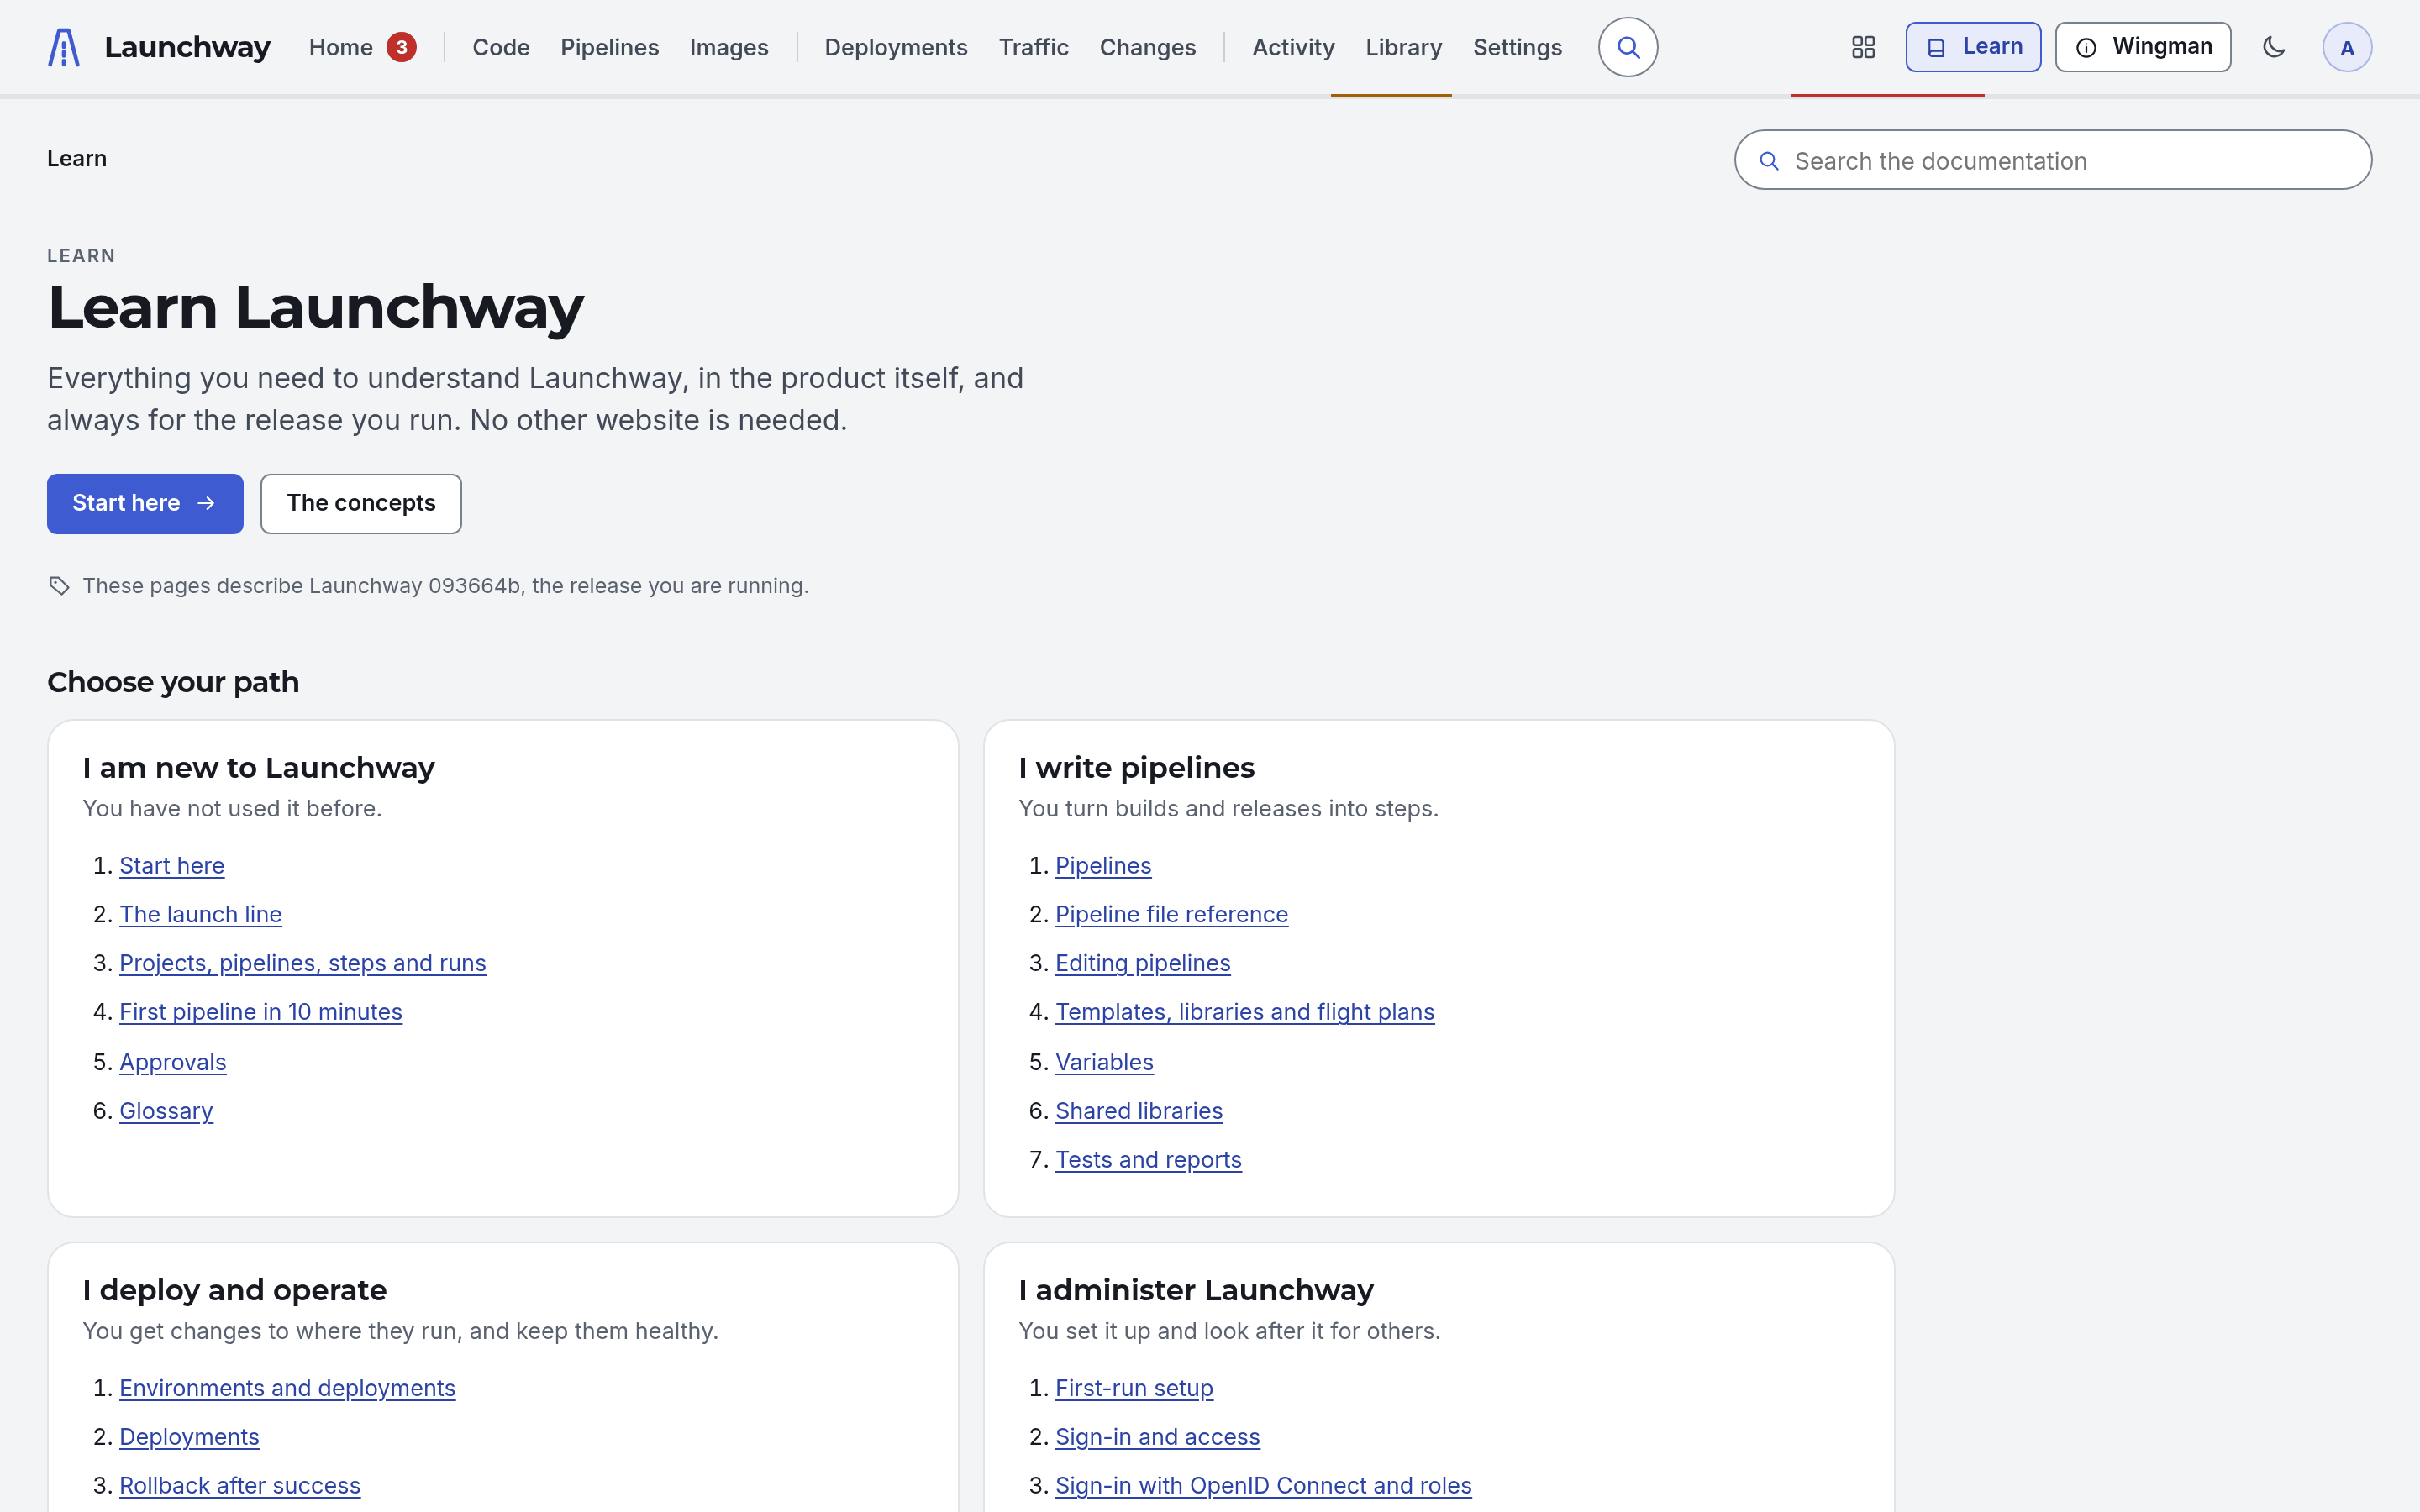 Launchway
Home 3
Code
Pipelines
Images
Deployments
Traffic
Changes
Activity
Library
Settings
Learn
Wingman
A
Learn
Search the documentation
LEARN
Learn Launchway
Everything you need to understand Launchway, in the product itself, and
always for the release you run. No other website is needed.
Start here →
The concepts
These pages describe Launchway 093664b, the release you are running.
Choose your path
I am new to Launchway
You have not used it before.
1. Start here
2. The launch line
3. Projects, pipelines, steps and runs
4. First pipeline in 10 minutes
5. Approvals
6. Glossary
I write pipelines
You turn builds and releases into steps.
1. Pipelines
2. Pipeline file reference
3. Editing pipelines
4. Templates, libraries and flight plans
5. Variables
6. Shared libraries
7. Tests and reports
I deploy and operate
You get changes to where they run, and keep them healthy.
1. Environments and deployments
2. Deployments
3. Rollback after success
I administer Launchway
You set it up and look after it for others.
1. First-run setup
2. Sign-in and access
3. Sign-in with OpenID Connect and roles